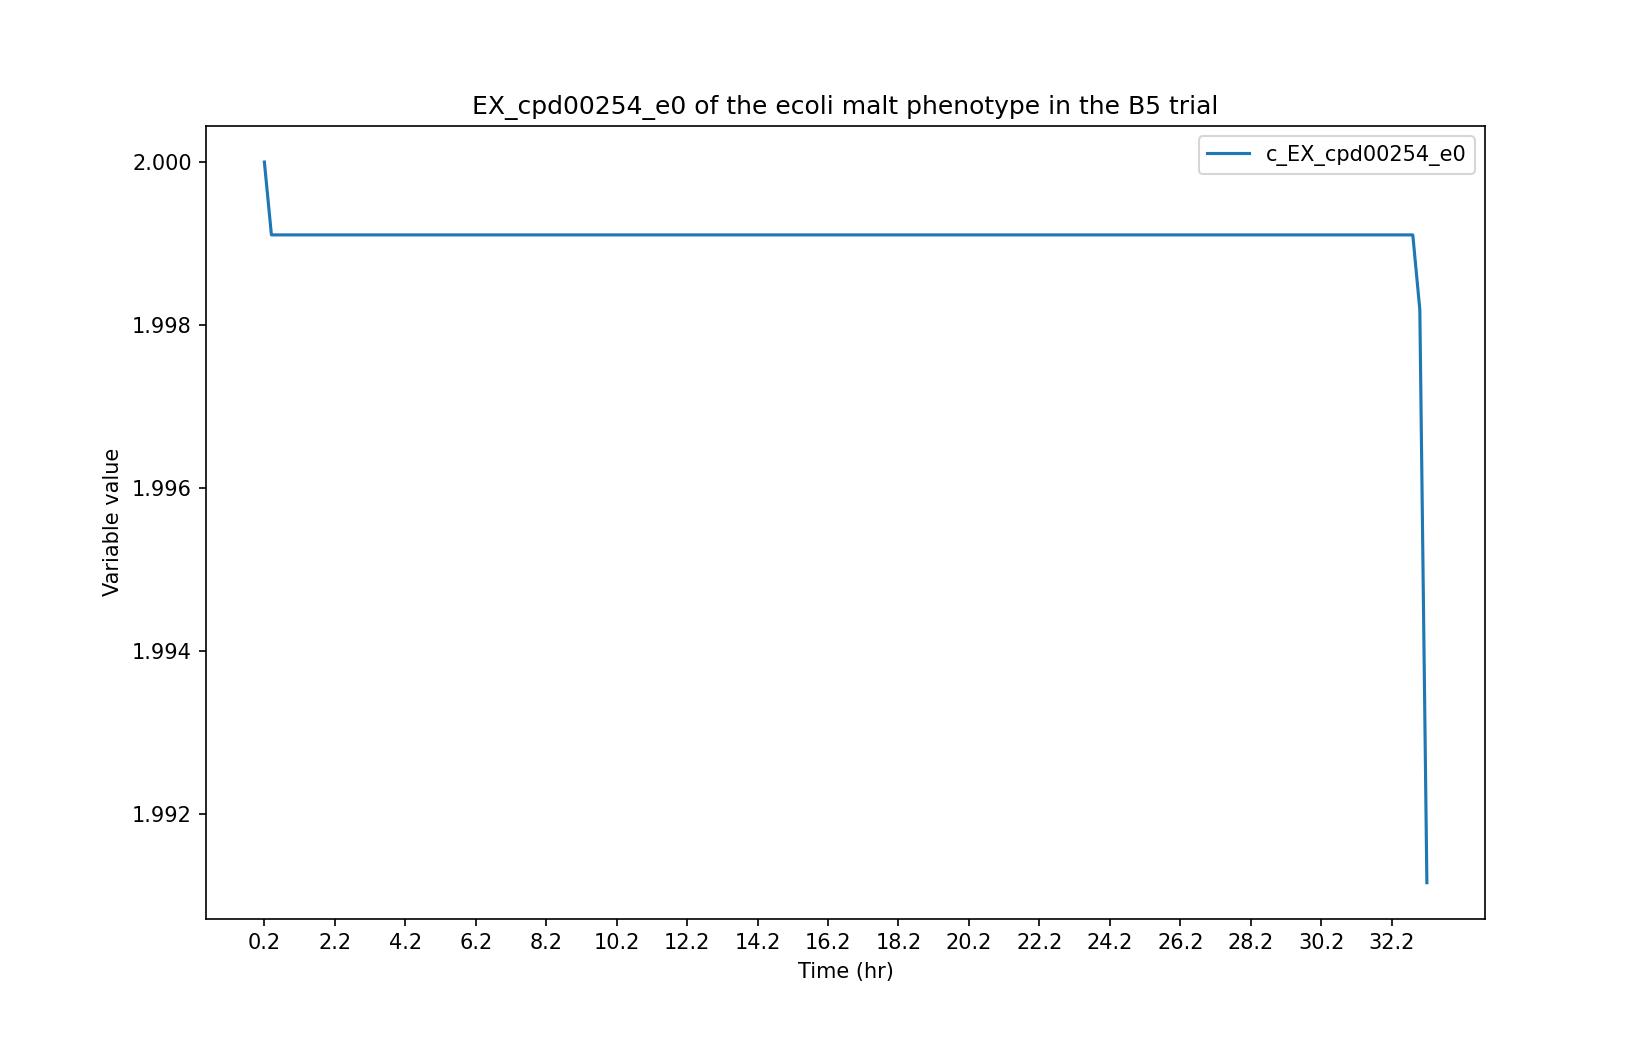 EX_cpd00254_e0 of the ecoli malt phenotype in the B5 trial
c_EX_cpd00254_e0
2.000
1.998
1.996
1.994
1.992
Variable value
0.2 2.2 4.2 6.2 8.2 10.2 12.2 14.2 16.2 18.2 20.2 22.2 24.2 26.2 28.2 30.2 32.2
Time (hr)